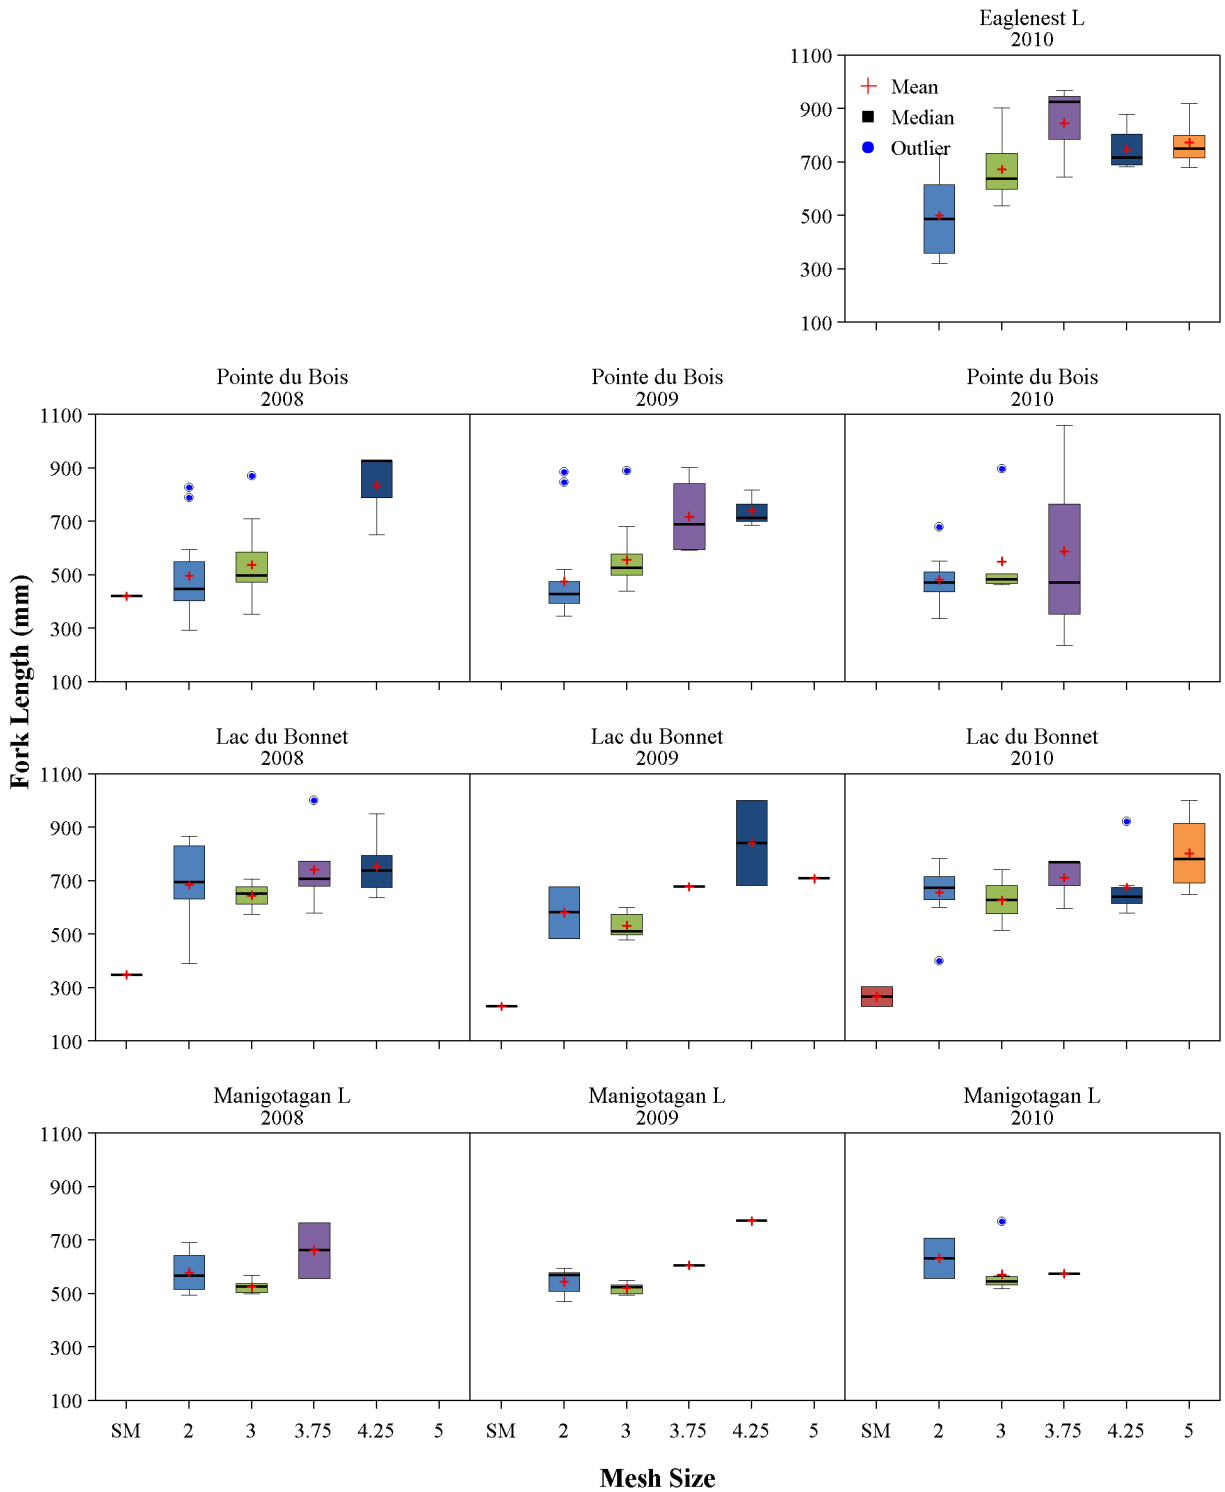 Eaglenest L
2010
1100
900
700
500
300
100
Mean
Median
Outlier
Pointe du Bois
2008
Pointe du Bois
2009
Pointe du Bois
2010
1100
900
700
500
300
100
Fork Length (mm)
Lac du Bonnet
2008
Lac du Bonnet
2009
Lac du Bonnet
2010
1100
900
700
500
300
100
Manigotagan L
2008
Manigotagan L
2009
Manigotagan L
2010
1100
900
700
500
300
100
SM 2 3 3.75 4.25 5 SM 2 3 3.75 4.25 5 SM 2 3 3.75 4.25 5
Mesh Size